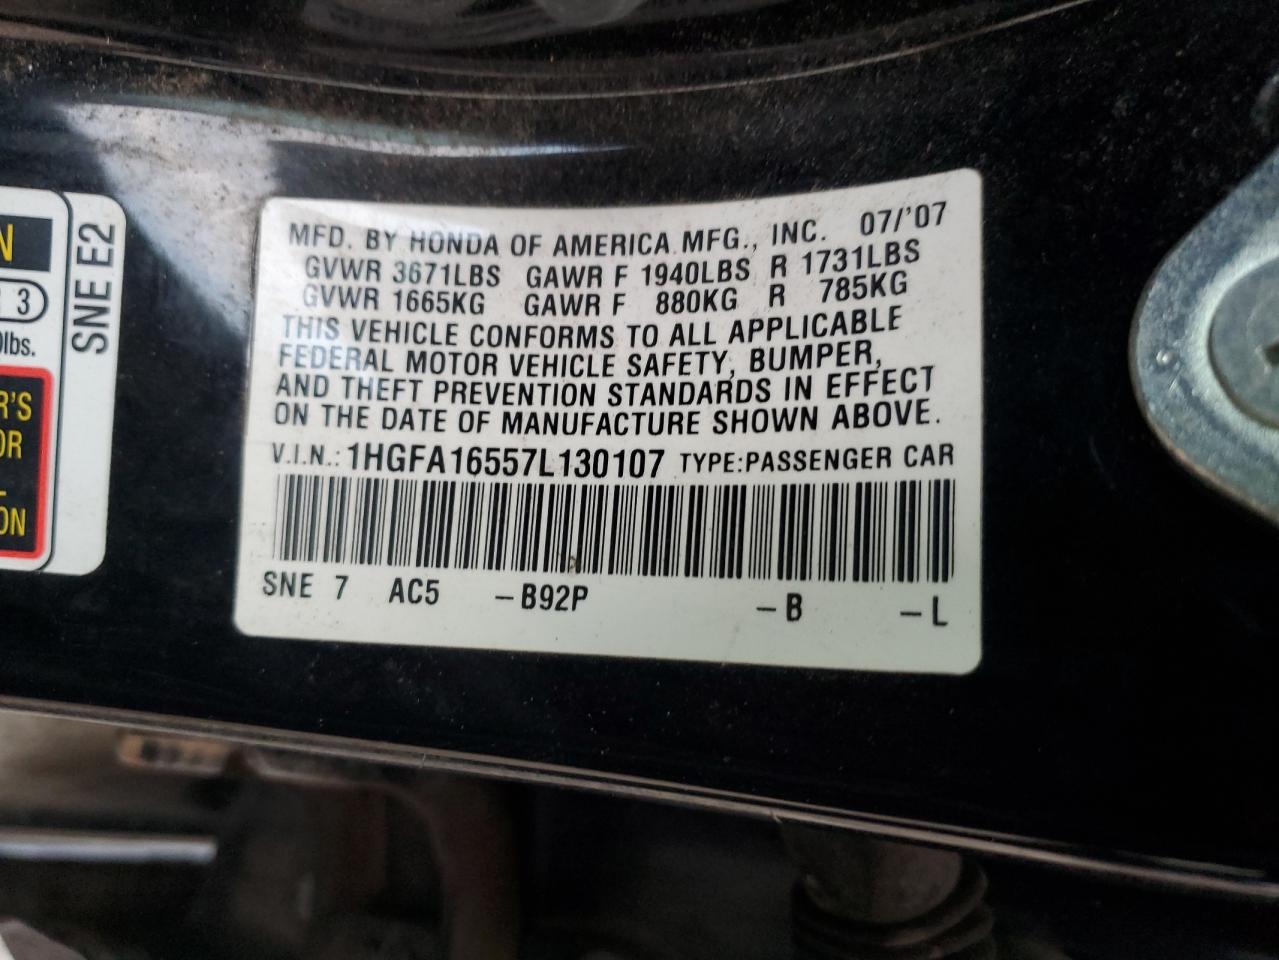 N
3
lbs.
R'S
OR
ON
SNE E2
MFD. BY HONDA OF AMERICA MFG., INC. 07/'07
GVWR 3671LBS GAWR F 1940LBS R 1731LBS
GVWR 1665KG GAWR F 880KG R 785KG
THIS VEHICLE CONFORMS TO ALL APPLICABLE
FEDERAL MOTOR VEHICLE SAFETY, BUMPER,
AND THEFT PREVENTION STANDARDS IN EFFECT
ON THE DATE OF MANUFACTURE SHOWN ABOVE.
V.I.N.: 1HGFA16557L130107 TYPE:PASSENGER CAR
SNE 7 AC5 -B92P -B -L